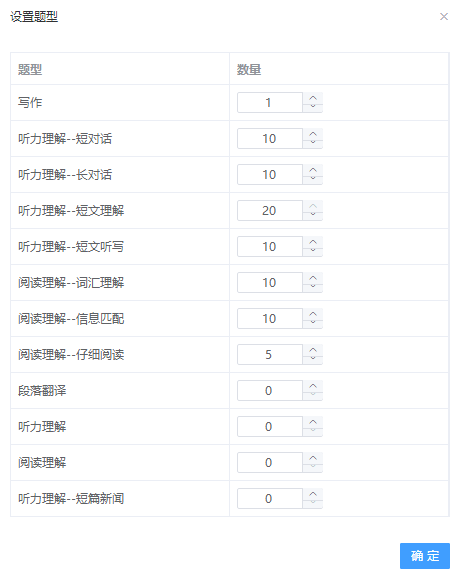 设置题型
题型 数量
写作 1
听力理解--短对话 10
听力理解--长对话 10
听力理解--短文理解 20
听力理解--短文听写 10
阅读理解--词汇理解 10
阅读理解--信息匹配 10
阅读理解--仔细阅读 5
段落翻译 0
听力理解 0
阅读理解 0
听力理解--短篇新闻 0
确 定